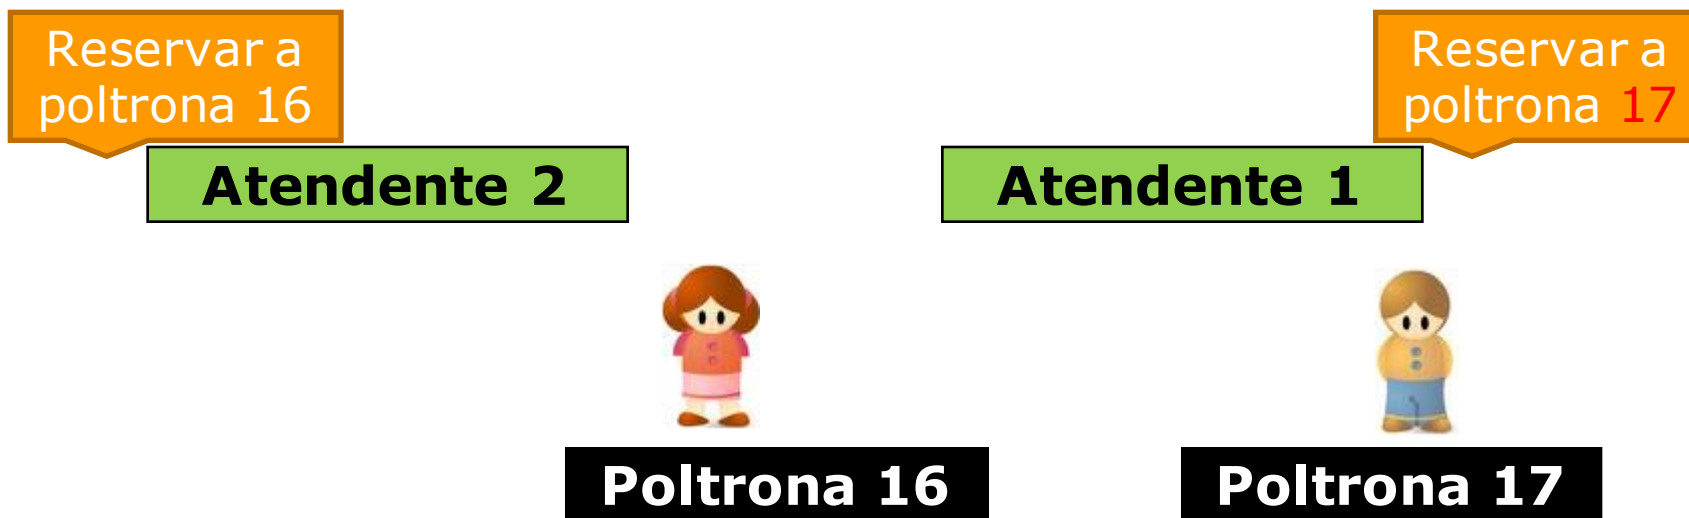 Reservar a
poltrona 16
Reservar a
poltrona 17
Atendente 2
Atendente 1
Poltrona 16
Poltrona 17